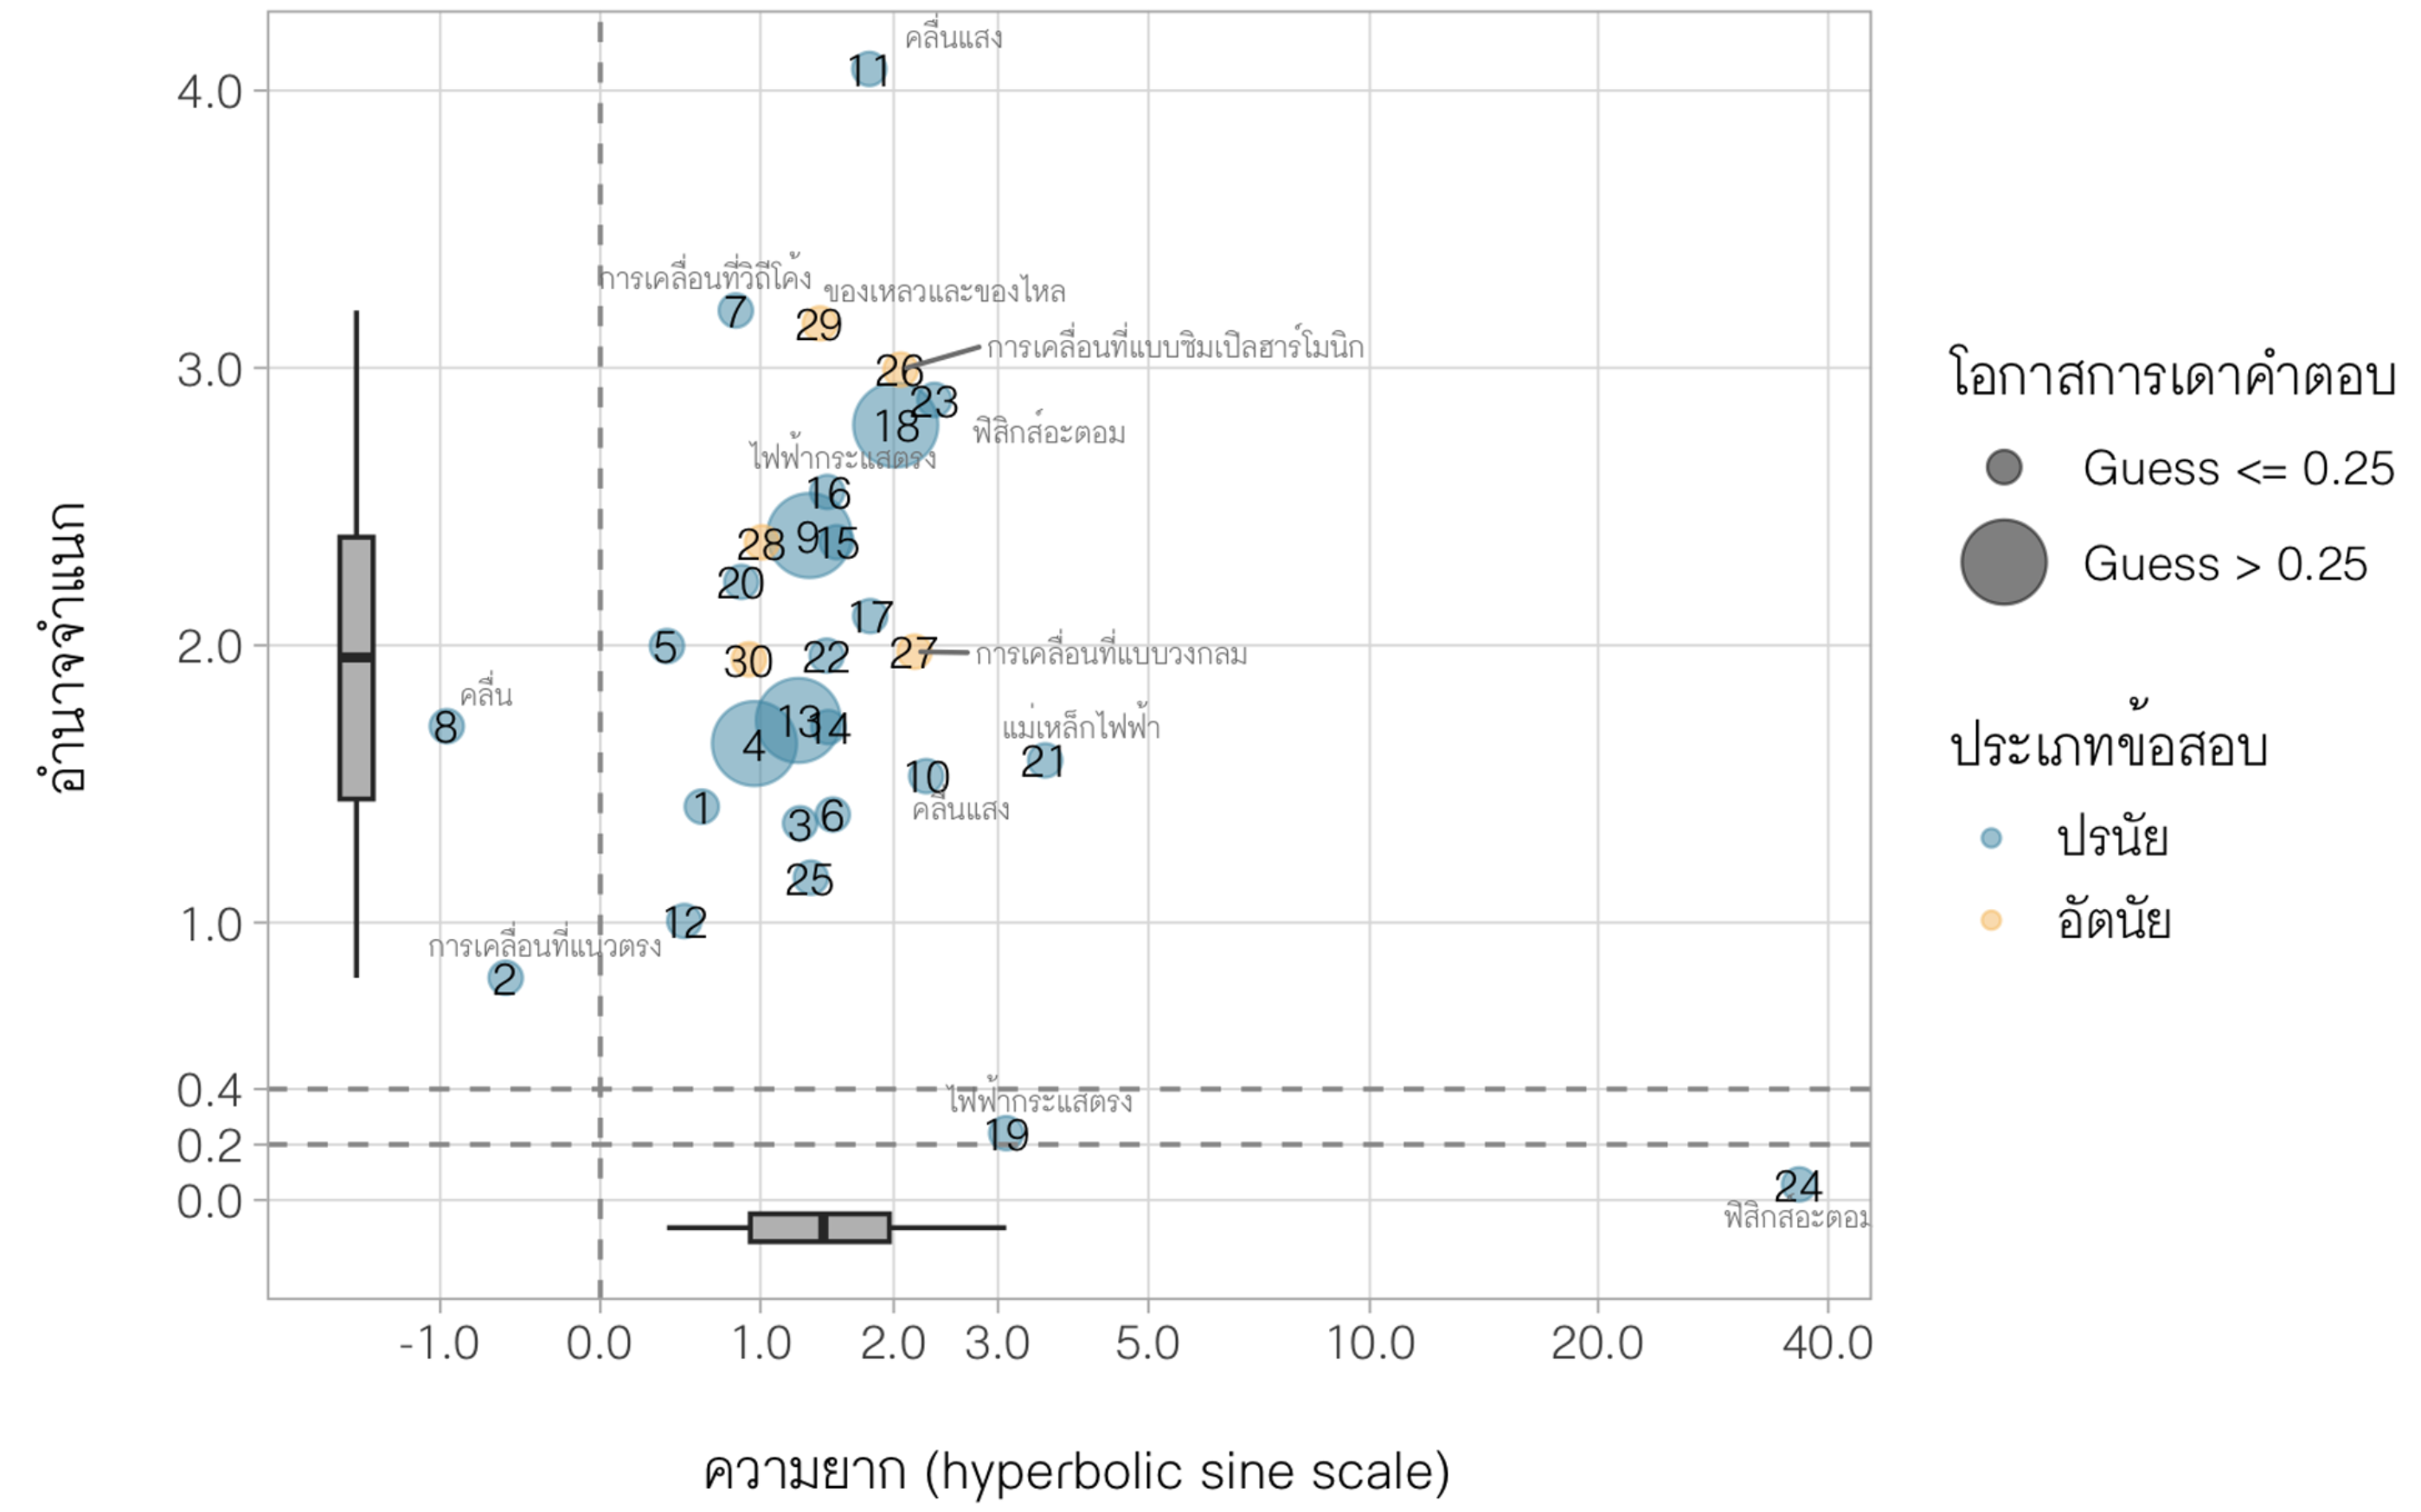 คลื่นแสง
11
4.0
การเคลื่อนที่วิถีโค้ง
ของเหลวและของไหล
7
29
การเคลื่อนที่แบบซิมเปิลฮาร์โมนิก
3.0
26
23
18
ฟิสิกส์อะตอม
ไฟฟ้ากระแสตรง
16
28
9
15
20
17
2.0
5
30
22
27
การเคลื่อนที่แบบวงกลม
คลื่น
8
13
14
4
แม่เหล็กไฟฟ้า
21
10
คลื่นแสง
1
3
6
25
1.0
12
การเคลื่อนที่แนวตรง
2
0.4
ไฟฟ้ากระแสตรง
19
0.2
24
0.0
ฟิสิกส์อะตอม
-1.0 0.0 1.0 2.0 3.0 5.0 10.0 20.0 40.0
ความยาก (hyperbolic sine scale)
อำนาจจำแนก
โอกาสการเดาคำตอบ
Guess <= 0.25
Guess > 0.25
ประเภทข้อสอบ
ปรนัย
อัตนัย